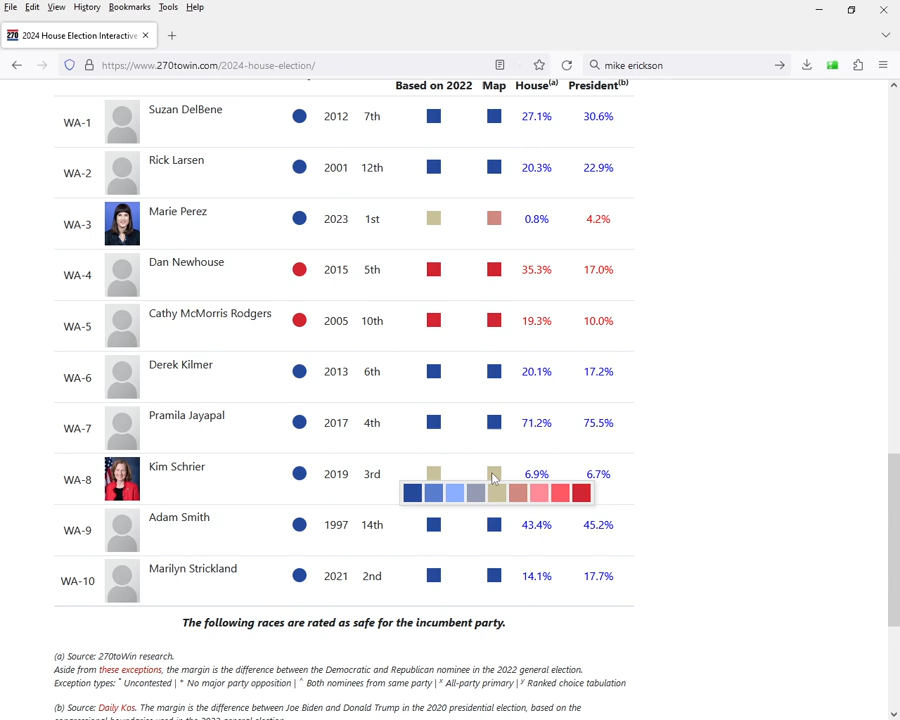 File Edit View History Bookmarks Tools Help
270 2024 House Election Interactive
https://www.270towin.com/2024-house-election/ mike erickson
Based on 2022 Map House(a) President(b)
WA-1 Suzan DelBene 2012 7th 27.1% 30.6%
WA-2 Rick Larsen 2001 12th 20.3% 22.9%
WA-3 Marie Perez 2023 1st 0.8% 4.2%
WA-4 Dan Newhouse 2015 5th 35.3% 17.0%
WA-5 Cathy McMorris Rodgers 2005 10th 19.3% 10.0%
WA-6 Derek Kilmer 2013 6th 20.1% 17.2%
WA-7 Pramila Jayapal 2017 4th 71.2% 75.5%
WA-8 Kim Schrier 2019 3rd 6.9% 6.7%
WA-9 Adam Smith 1997 14th 43.4% 45.2%
WA-10 Marilyn Strickland 2021 2nd 14.1% 17.7%
The following races are rated as safe for the incumbent party.
(a) Source: 270toWin research.
Aside from these exceptions, the margin is the difference between the Democratic and Republican nominee in the 2022 general election.
Exception types: * Uncontested | + No major party opposition | ^ Both nominees from same party | x All-party primary | y Ranked choice tabulation
(b) Source: Daily Kos. The margin is the difference between Joe Biden and Donald Trump in the 2020 presidential election, based on the
congressional boundaries used in the 2022 general election.